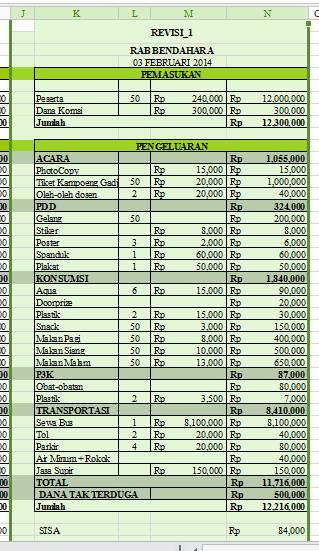 J K L M N
REVISI_1
RAB BENDAHARA
03 FEBRUARI 2014
PEMASUKAN
Peserta 50 Rp 240,000 Rp 12,000,000
Dana Komsi Rp 300,000 Rp 300,000
Jumlah Rp 12,300,000
PENGELUARAN
ACARA Rp 1,055,000
PhotoCopy Rp 15,000 Rp 15,000
Tiket Kampoeng Gadj 50 Rp 20,000 Rp 1,000,000
Oleh-oleh dosen 2 Rp 20,000 Rp 40,000
PDD Rp 324,000
Gelang 50 Rp 200,000
Stiker Rp 8,000 Rp 8,000
Poster 3 Rp 2,000 Rp 6,000
Spanduk 1 Rp 60,000 Rp 60,000
Plakat 1 Rp 50,000 Rp 50,000
KONSUMSI Rp 1,840,000
Aqua 6 Rp 15,000 Rp 90,000
Doorprize Rp 20,000
Plastik 2 Rp 15,000 Rp 30,000
Snack 50 Rp 3,000 Rp 150,000
Makan Pagi 50 Rp 8,000 Rp 400,000
Makan Siang 50 Rp 10,000 Rp 500,000
Makan Malam 50 Rp 13,000 Rp 650,000
P3K Rp 87,000
Obat-obatan Rp 80,000
Plastik 2 Rp 3,500 Rp 7,000
TRANSPORTASI Rp 8,410,000
Sewa Bus 1 Rp 8,100,000 Rp 8,100,000
Tol 2 Rp 20,000 Rp 40,000
Parkir 4 Rp 20,000 Rp 80,000
Air Minum + Rokok Rp 40,000
Jasa Supir Rp 150,000 Rp 150,000
TOTAL Rp 11,716,000
DANA TAK TERDUGA Rp 500,000
Jumlah Rp 12,216,000
SISA Rp 84,000